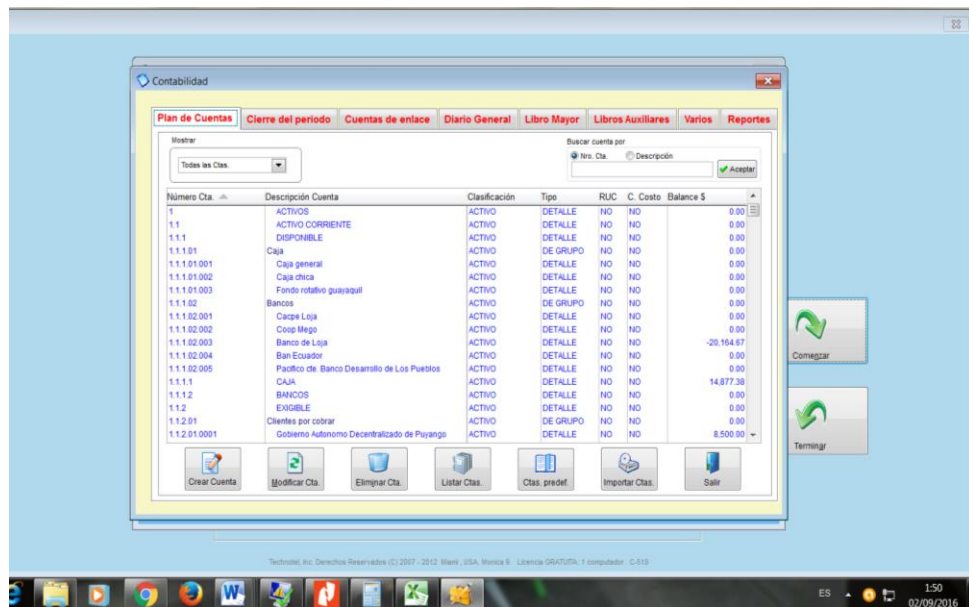 Contabilidad
Plan de Cuentas Cierre del periodo Cuentas de enlace Diario General Libro Mayor Libros Auxiliares Varios Reportes
Mostrar
Todas las Ctas.
Buscar cuenta por
Nro. Cta. Descripción
Aceptar
Número Cta. Descripción Cuenta Clasificación Tipo RUC C. Costo Balance $
1 ACTIVOS ACTIVO DETALLE NO NO 0.00
1.1 ACTIVO CORRIENTE ACTIVO DETALLE NO NO 0.00
1.1.1 DISPONIBLE ACTIVO DETALLE NO NO 0.00
1.1.1.01 Caja ACTIVO DE GRUPO NO NO 0.00
1.1.1.01.001 Caja general ACTIVO DETALLE NO NO 0.00
1.1.1.01.002 Caja chica ACTIVO DETALLE NO NO 0.00
1.1.1.01.003 Fondo rotativo guayaquil ACTIVO DETALLE NO NO 0.00
1.1.1.02 Bancos ACTIVO DE GRUPO NO NO 0.00
1.1.1.02.001 Cacpe Loja ACTIVO DETALLE NO NO 0.00
1.1.1.02.002 Coop Mego ACTIVO DETALLE NO NO 0.00
1.1.1.02.003 Banco de Loja ACTIVO DETALLE NO NO -20,164.67
1.1.1.02.004 Ban Ecuador ACTIVO DETALLE NO NO 0.00
1.1.1.02.005 Pacifico cte. Banco Desarrollo de Los Pueblos ACTIVO DETALLE NO NO 0.00
1.1.1.1 CAJA ACTIVO DETALLE NO NO 14,877.38
1.1.1.2 BANCOS ACTIVO DETALLE NO NO 0.00
1.1.2 EXIGIBLE ACTIVO DETALLE NO NO 0.00
1.1.2.01 Clientes por cobrar ACTIVO DE GRUPO NO NO 0.00
1.1.2.01.0001 Gobierno Autonomo Decentralizado de Puyango ACTIVO DETALLE NO NO 8,500.00
Crear Cuenta Modificar Cta. Eliminar Cta. Listar Ctas. Ctas. predef. Importar Ctas. Salir
Comenzar
Terminar
Technotel, Inc. Derechos Reservados (C) 2007 - 2012 Miami , USA. Monica 9. Licencia GRATUITA: 1 computador . C-519
ES 1:50
02/09/2016